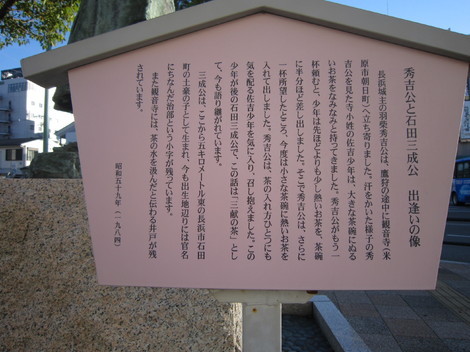 秀吉公と石田三成公 出逢いの像
長浜城主の羽柴秀吉公は、鷹狩の途中に観音寺(米
原市朝日町)へ立ち寄りました。汗をかいた様子の秀
吉公を見た寺小姓の佐吉少年は、大きな茶碗にぬる
いお茶をなみなみと持ってきました。秀吉公がもう一
杯頼むと、少年は先ほどよりも少し熱いお茶を、茶碗
に半分ほど差し出しました。そこで秀吉公は、さらに
一杯所望したところ、今度は小さな茶碗に熱いお茶を
入れて出しました。秀吉公は、茶の入れ方ひとつにも
気を配る佐吉少年を気に入り、召し抱えました。この
少年が後の石田三成公で、この話は「三献の茶」とし
て、今も語り継がれています。
三成公は、ここから五キロメートル東の長浜市石田
町の土豪の子として生まれ、今も出生地辺りには官名
にちなんだ治部という小字が残っています。
また観音寺には、茶の水を汲んだと伝わる井戸が残
されています。
昭和五十九年(一九八四)